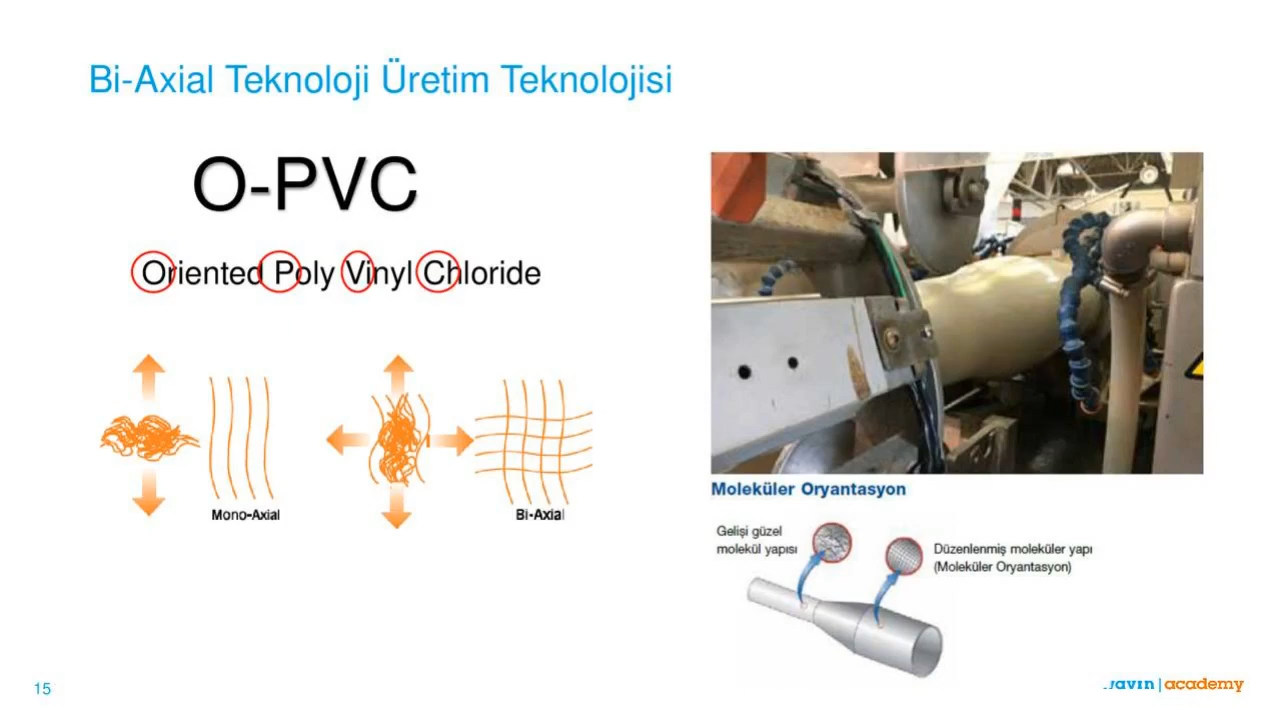 Bi-Axial Teknoloji Üretim Teknolojisi
O-PVC
Oriented Poly Vinyl Chloride
Mono-Axial
Bi-Axial
Moleküler Oryantasyon
Gelişi güzel
molekül yapısı
Düzenlenmiş moleküler yapı
(Moleküler Oryantasyon)
15
wavin | academy